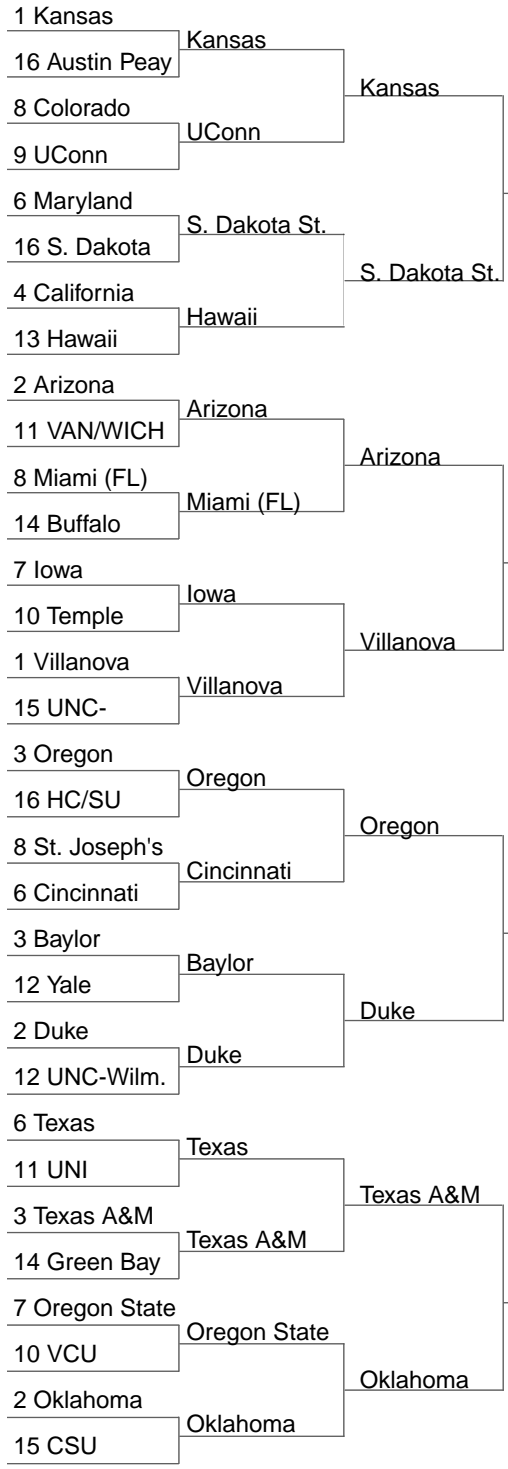 1 Kansas
16 Austin Peay
8 Colorado
9 UConn
6 Maryland
16 S. Dakota
4 California
13 Hawaii
2 Arizona
11 VAN/WICH
8 Miami (FL)
14 Buffalo
7 Iowa
10 Temple
1 Villanova
15 UNC-
3 Oregon
16 HC/SU
8 St. Joseph's
6 Cincinnati
3 Baylor
12 Yale
2 Duke
12 UNC-Wilm.
6 Texas
11 UNI
3 Texas A&M
14 Green Bay
7 Oregon State
10 VCU
2 Oklahoma
15 CSU
Kansas
UConn
S. Dakota St.
Hawaii
Arizona
Miami (FL)
Iowa
Villanova
Oregon
Cincinnati
Baylor
Duke
Texas
Texas A&M
Oregon State
Oklahoma
Kansas
S. Dakota St.
Arizona
Villanova
Oregon
Duke
Texas A&M
Oklahoma